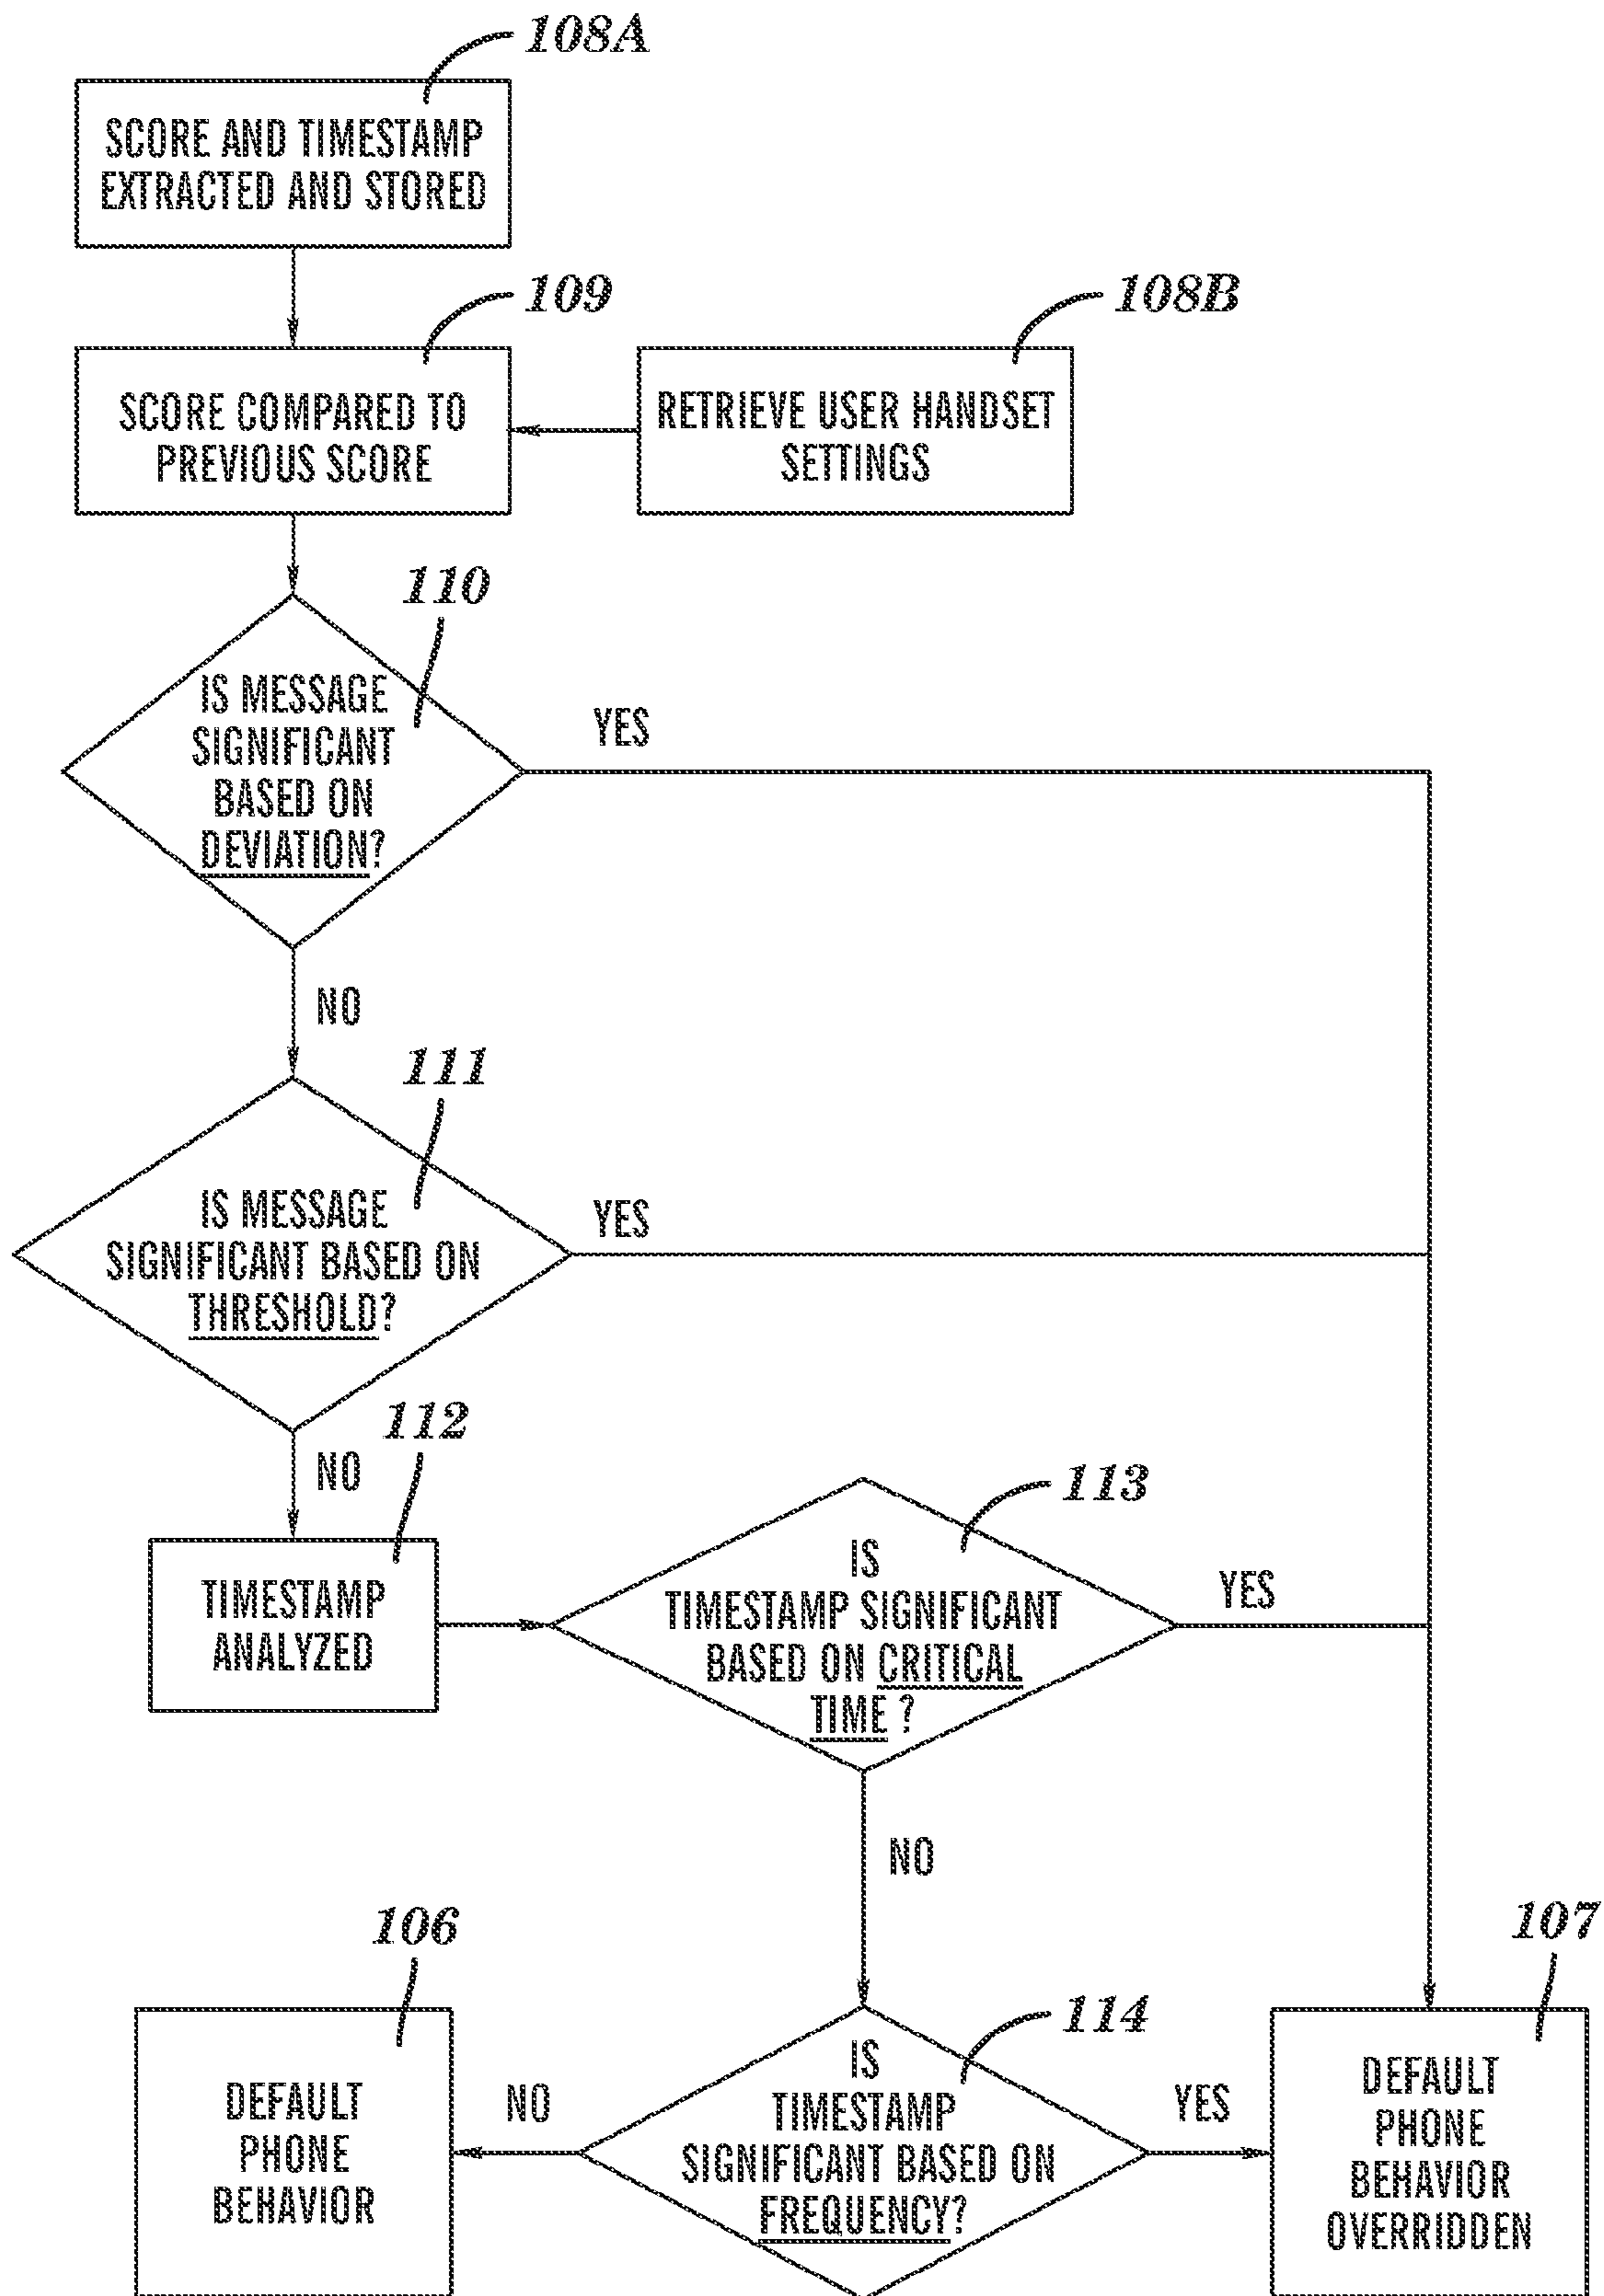 108A
SCORE AND TIMESTAMP
EXTRACTED AND STORED
109
108B
SCORE COMPARED TO
PREVIOUS SCORE
RETRIEVE USER HANDSET
SETTINGS
110
IS MESSAGE
SIGNIFICANT
BASED ON
DEVIATION?
YES
NO
111
IS MESSAGE
SIGNIFICANT BASED ON
THRESHOLD?
YES
NO
112
TIMESTAMP
ANALYZED
113
IS
TIMESTAMP SIGNIFICANT
BASED ON CRITICAL
TIME ?
YES
NO
106
DEFAULT
PHONE
BEHAVIOR
NO
114
IS
TIMESTAMP
SIGNIFICANT BASED ON
FREQUENCY?
YES
107
DEFAULT
PHONE
BEHAVIOR
OVERRIDDEN